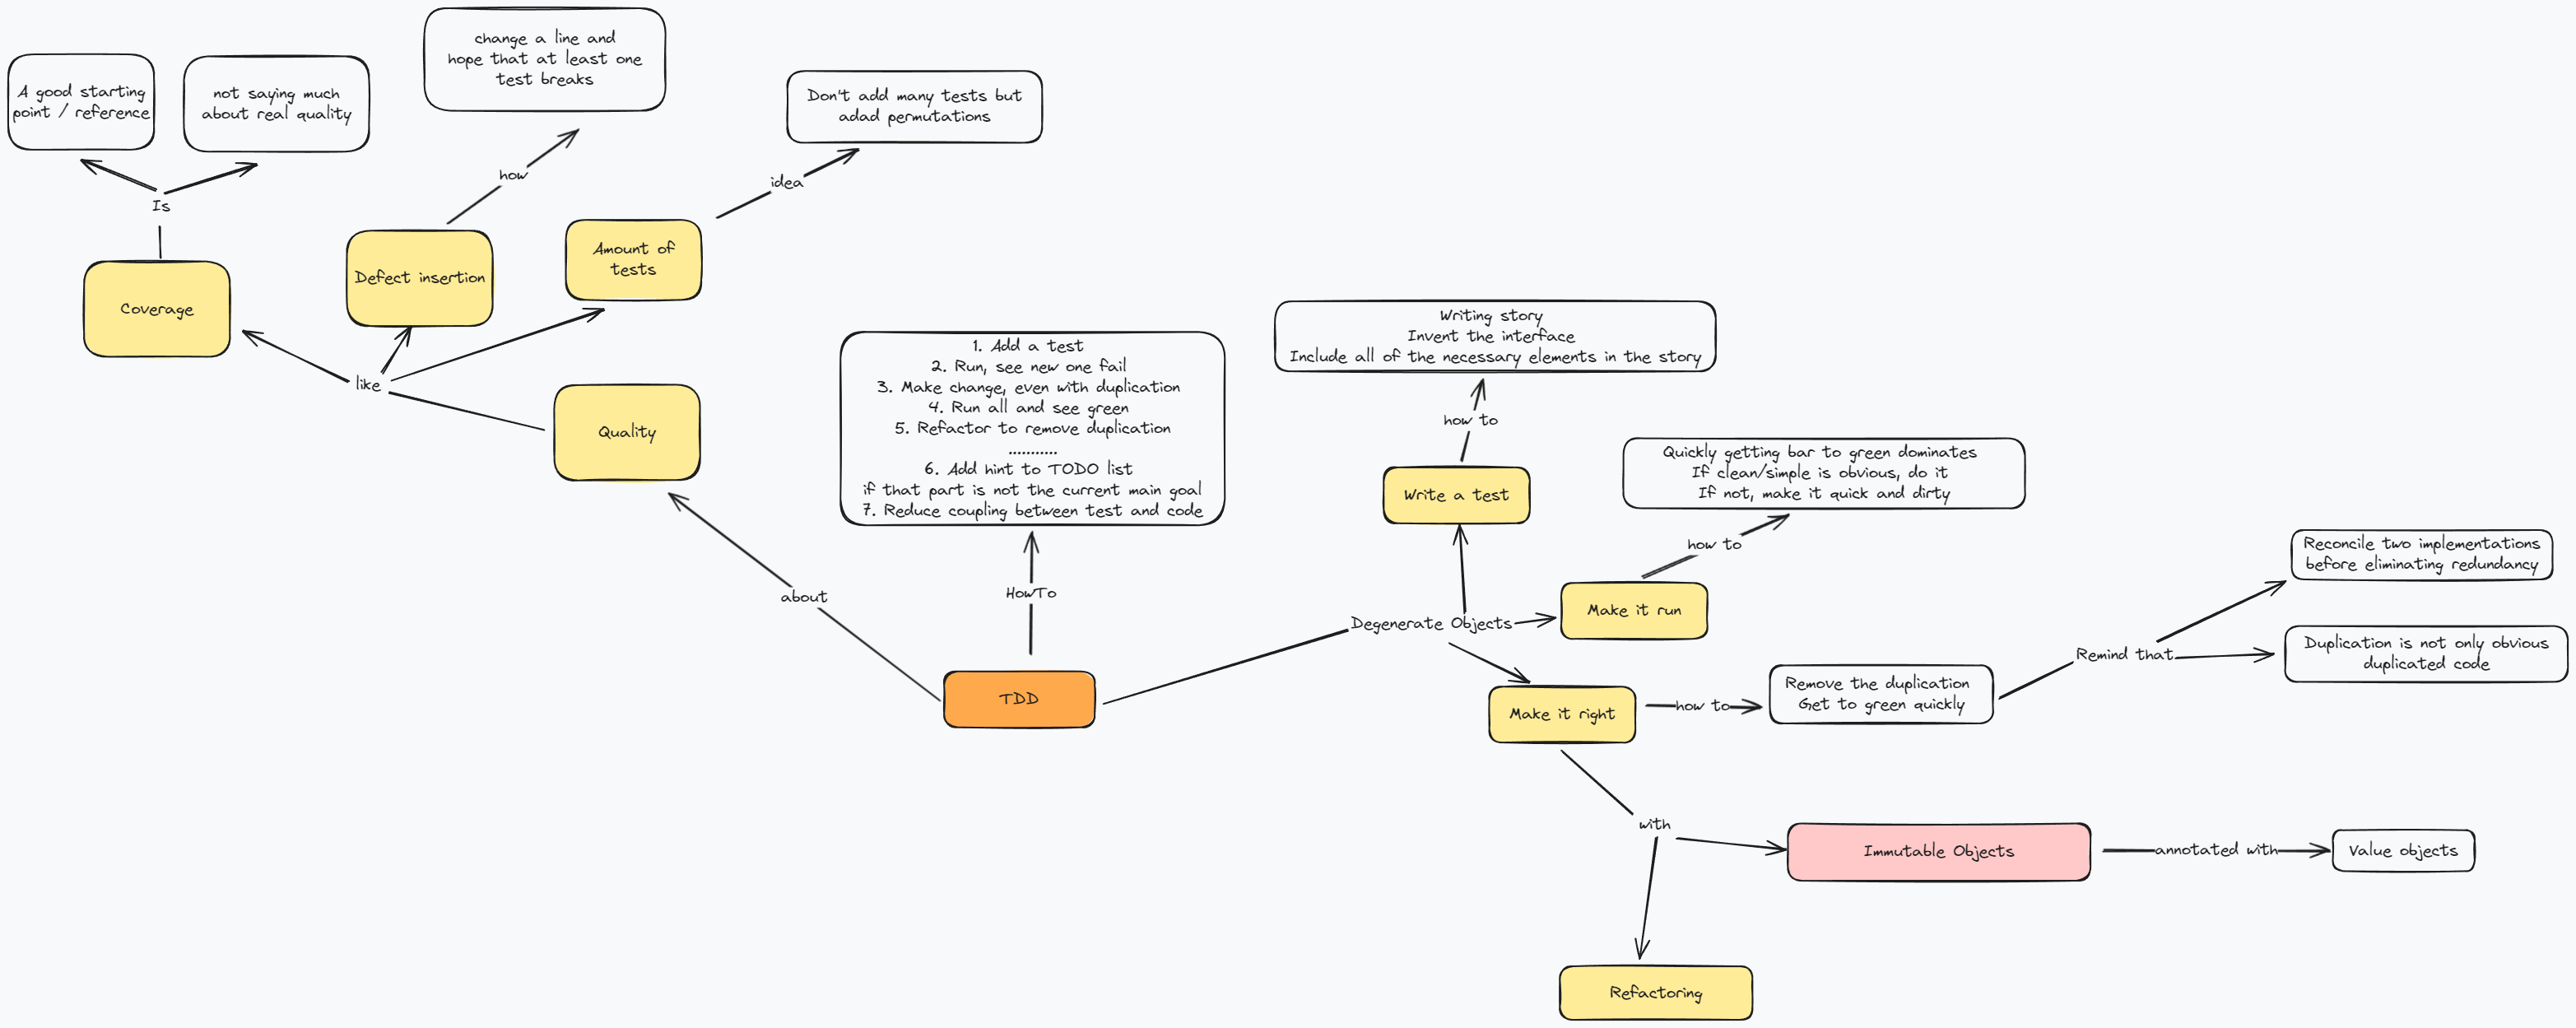 change a line and
hope that at least one
test breaks
A good starting
point / reference
not saying much
about real quality
Don't add many tests but
adad permutations
how
idea
Is
Amount of
tests
Defect insertion
Coverage
like
Quality
about
1. Add a test
2. Run, see new one fail
3. Make change, even with duplication
4. Run all and see green
5. Refactor to remove duplication
...........
6. Add hint to TODO list
if that part is not the current main goal
7. Reduce coupling between test and code
HowTo
TDD
Writing story
Invent the interface
Include all of the necessary elements in the story
how to
Write a test
Quickly getting bar to green dominates
If clean/simple is obvious, do it
If not, make it quick and dirty
how to
Degenerate Objects
Make it run
Make it right
how to
Remove the duplication
Get to green quickly
Remind that
Reconcile two implementations
before eliminating redundancy
Duplication is not only obvious
duplicated code
with
Immutable Objects
annotated with
Value objects
Refactoring